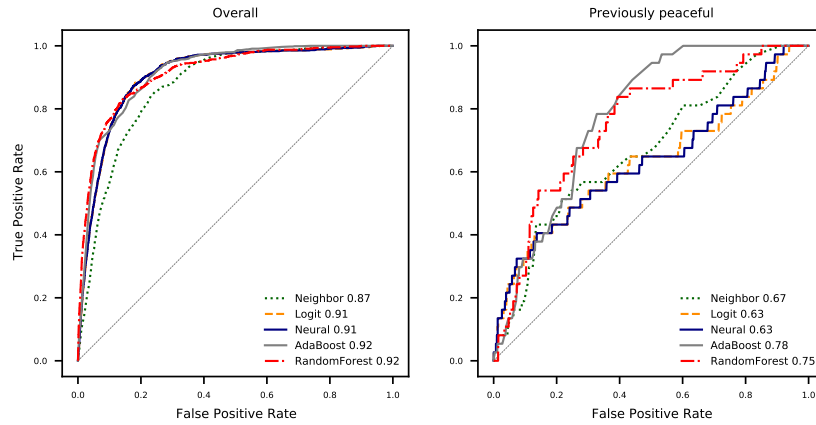 Overall
True Positive Rate
1.0
0.8
0.6
0.4
0.2
0.0
0.0 0.2 0.4 0.6 0.8 1.0
False Positive Rate
Neighbor 0.87
Logit 0.91
Neural 0.91
AdaBoost 0.92
RandomForest 0.92
Previously peaceful
1.0
0.8
0.6
0.4
0.2
0.0
0.0 0.2 0.4 0.6 0.8 1.0
False Positive Rate
Neighbor 0.67
Logit 0.63
Neural 0.63
AdaBoost 0.78
RandomForest 0.75